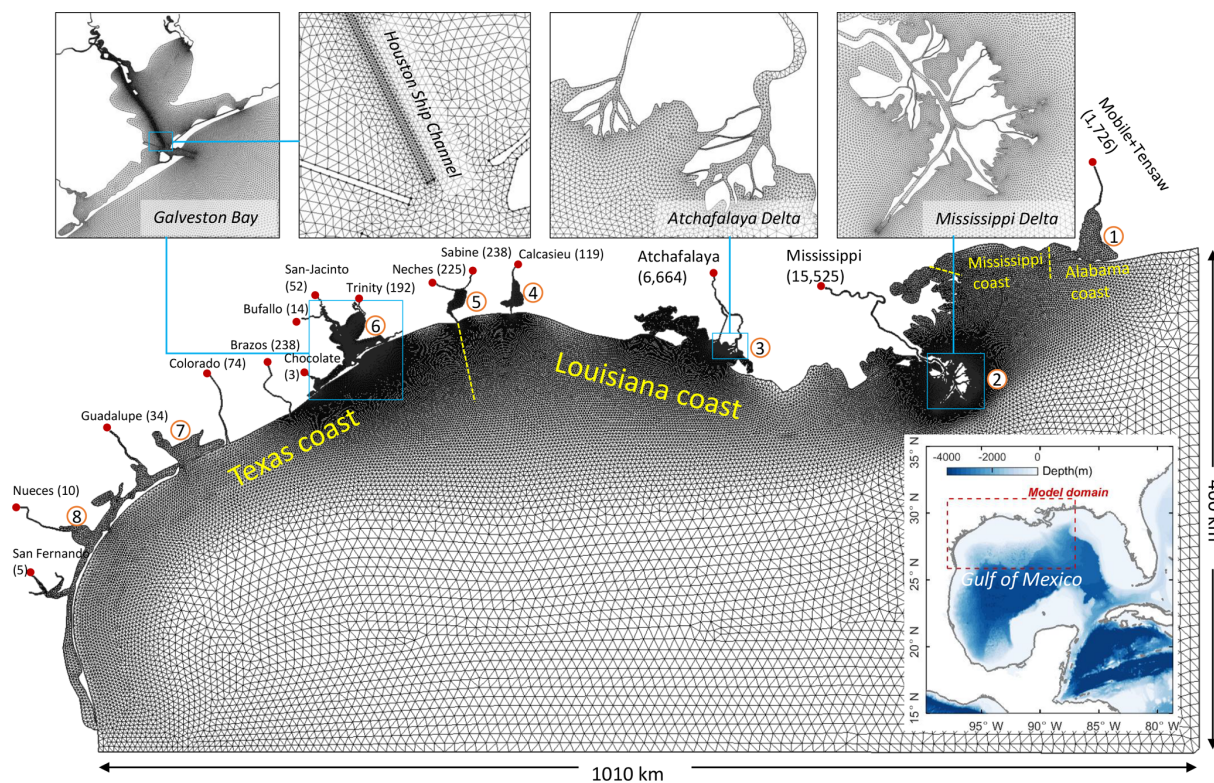 Galveston Bay
Houston Ship Channel
Atchafalaya Delta
Mississippi Delta
Mobile+Tensaw
(1,726)
1
Mississippi
coast
Alabama
coast
Mississippi
(15,525)
2
Atchafalaya
(6,664)
3
Calcasieu (119)
4
Sabine (238)
Neches (225)
5
San-Jacinto
(52)
Trinity (192)
Bufallo (14)
6
Brazos (238)
Chocolate
(3)
Colorado (74)
Guadalupe (34)
7
Nueces (10)
8
San Fernando
(5)
Texas coast
Louisiana coast
-4000
-2000
0
Depth(m)
Model domain
Gulf of Mexico
35° N
30° N
25° N
20° N
15° N
95° W
90° W
85° W
80° W
1010 km